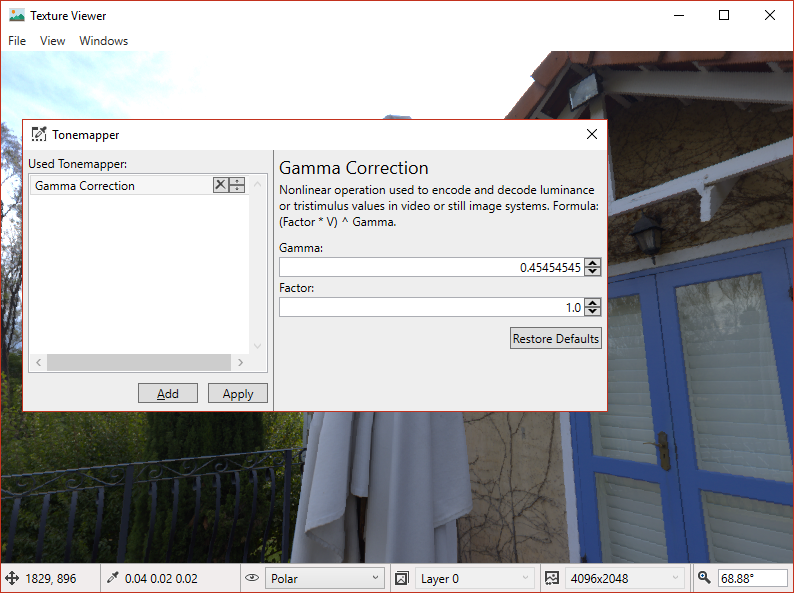 Texture Viewer
File View Windows
Tonemapper
Used Tonemapper:
Gamma Correction
Gamma Correction
Nonlinear operation used to encode and decode luminance
or tristimulus values in video or still image systems. Formula:
(Factor * V) ^ Gamma.
Gamma:
0.45454545
Factor:
1.0
Restore Defaults
Add Apply
1829, 896 0.04 0.02 0.02 Polar Layer 0 4096x2048 68.88°